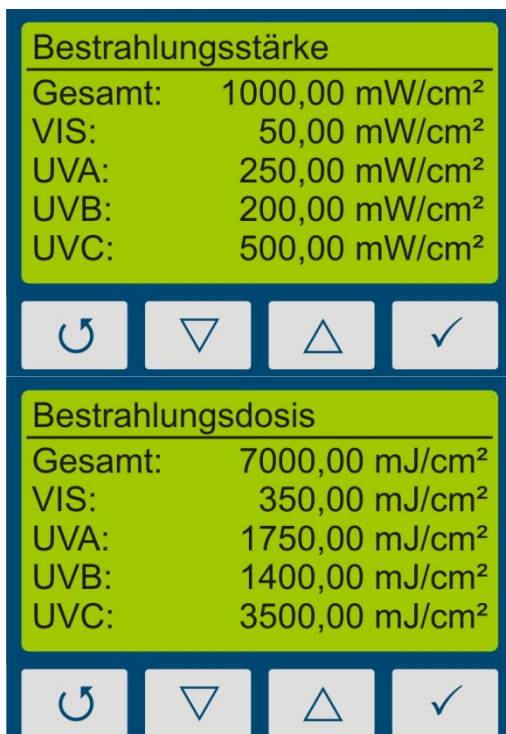 Bestrahlungsstärke
Gesamt: 1000,00 mW/cm²
VIS: 50,00 mW/cm²
UVA: 250,00 mW/cm²
UVB: 200,00 mW/cm²
UVC: 500,00 mW/cm²
Bestrahlungsdosis
Gesamt: 7000,00 mJ/cm²
VIS: 350,00 mJ/cm²
UVA: 1750,00 mJ/cm²
UVB: 1400,00 mJ/cm²
UVC: 3500,00 mJ/cm²